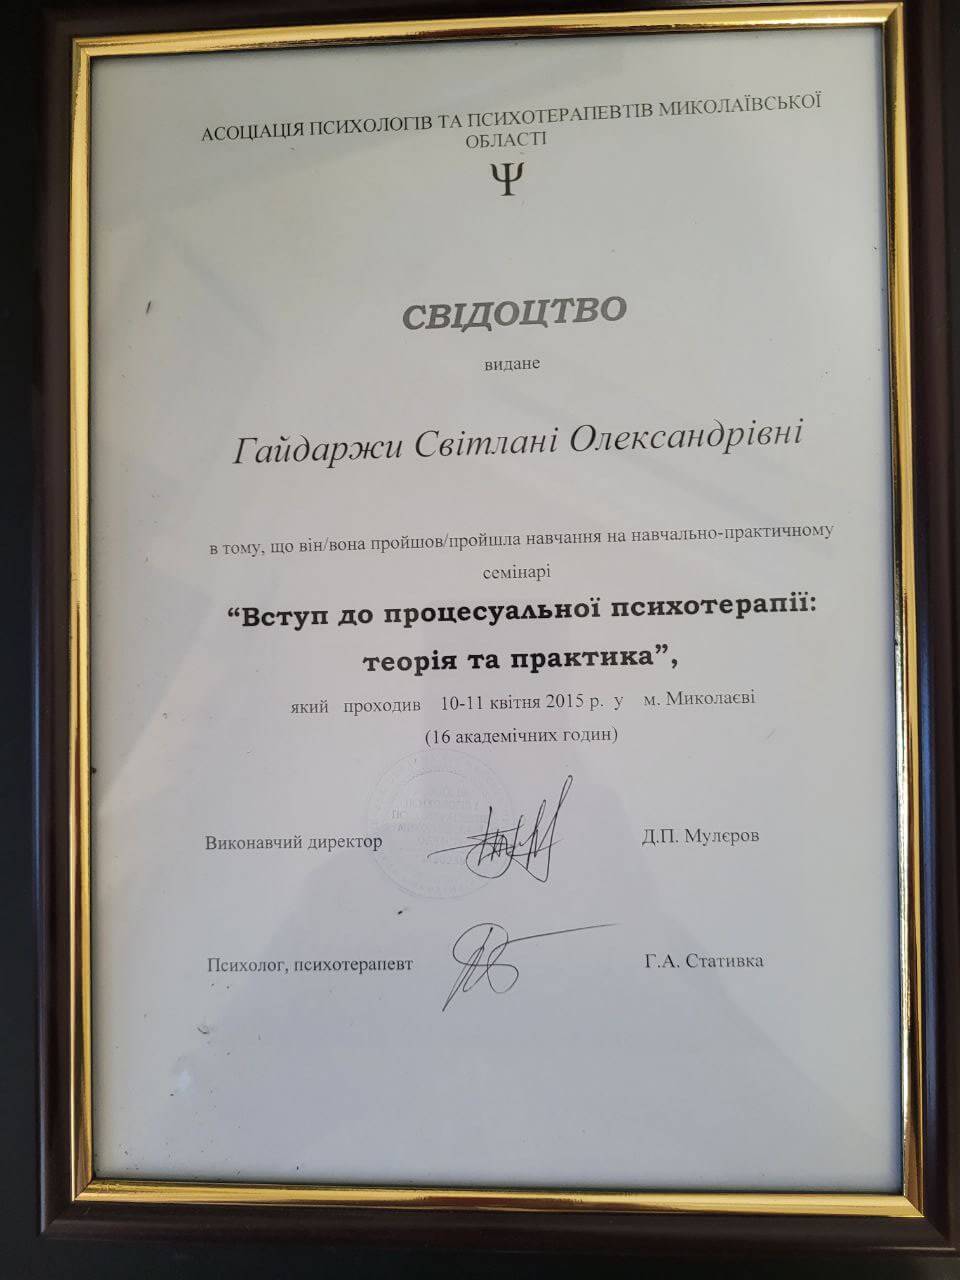 АСОЦІАЦІЯ ПСИХОЛОГІВ ТА ПСИХОТЕРАПЕВТІВ МИКОЛАЇВСЬКОЇ
ОБЛАСТІ
Ψ
СВІДОЦТВО
видане
Гайдаржи Світлані Олександрівні
в тому, що він/вона пройшов/пройшла навчання на навчально-практичному
семінарі
“Вступ до процесуальної психотерапії:
теорія та практика”,
який проходив 10-11 квітня 2015 р. у м. Миколаєві
(16 академічних годин)
Виконавчий директор Д.П. Мулєров
Психолог, психотерапевт Г.А. Стативка